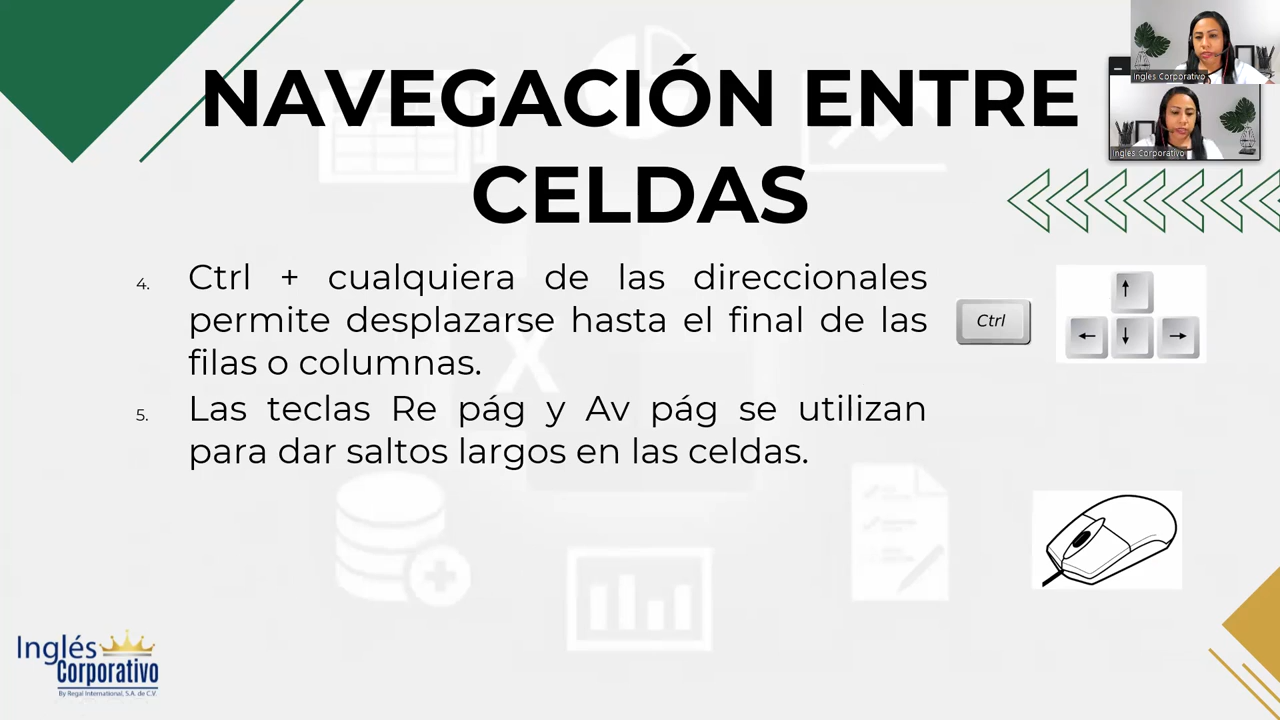 NAVEGACIÓN ENTRE
CELDAS
Inglés Corporativo
Inglés Corporativo
4. Ctrl + cualquiera de las direccionales
permite desplazarse hasta el final de las
filas o columnas.
5. Las teclas Re pág y Av pág se utilizan
para dar saltos largos en las celdas.
Ctrl
↑
← ↓ →
X
Inglés
Corporativo
By Regal International, S.A. de C.V.